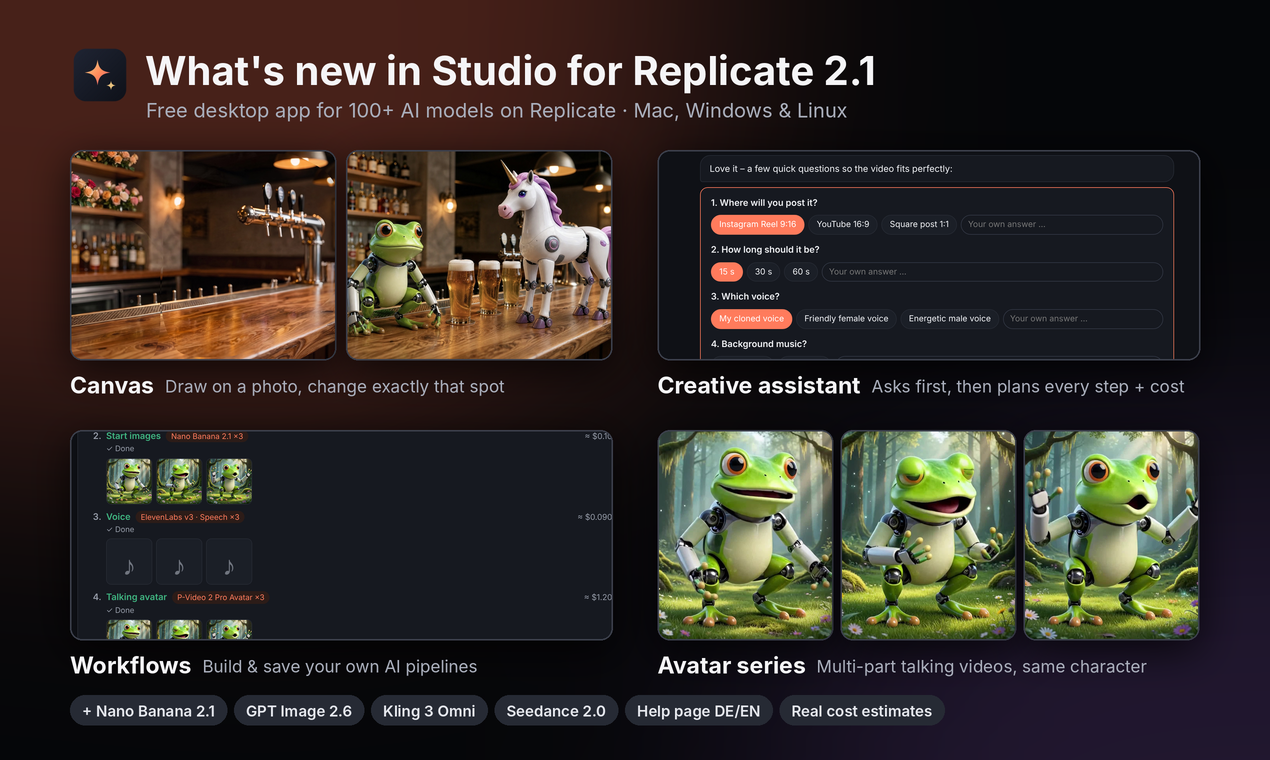 What's new in Studio for Replicate 2.1
Free desktop app for 100+ AI models on Replicate · Mac, Windows & Linux
Love it – a few quick questions so the video fits perfectly:
1. Where will you post it?
Instagram Reel 9:16 YouTube 16:9 Square post 1:1 Your own answer ...
2. How long should it be?
15 s 30 s 60 s Your own answer ...
3. Which voice?
My cloned voice Friendly female voice Energetic male voice Your own answer ...
4. Background music?
Canvas Draw on a photo, change exactly that spot
Creative assistant Asks first, then plans every step + cost
2. Start images Nano Banana 2.1 ×3 ≈ $0.10
✓ Done
3. Voice ElevenLabs v3 · Speech ×3 ≈ $0.090
✓ Done
4. Talking avatar P-Video 2 Pro Avatar ×3 ≈ $1.20
✓ Done
Workflows Build & save your own AI pipelines
Avatar series Multi-part talking videos, same character
+ Nano Banana 2.1 GPT Image 2.6 Kling 3 Omni Seedance 2.0 Help page DE/EN Real cost estimates